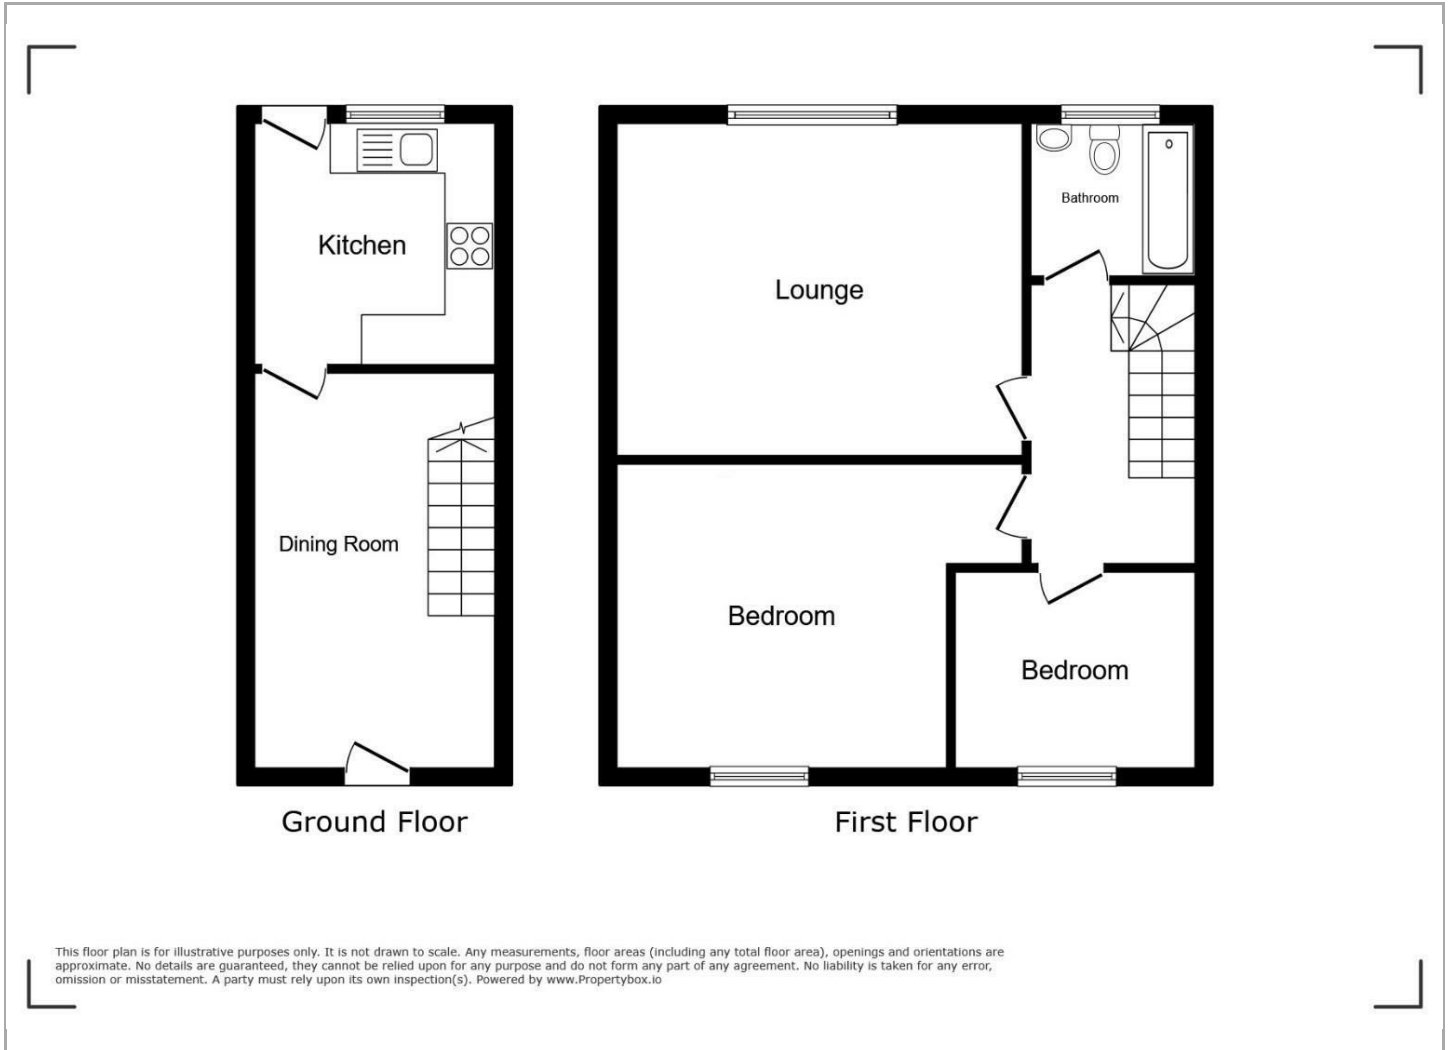 Kitchen
Dining Room
Ground Floor
Lounge
Bathroom
Bedroom
Bedroom
First Floor
This floor plan is for illustrative purposes only. It is not drawn to scale. Any measurements, floor areas (including any total floor area), openings and orientations are
approximate. No details are guaranteed, they cannot be relied upon for any purpose and do not form any part of any agreement. No liability is taken for any error,
omission or misstatement. A party must rely upon its own inspection(s). Powered by www.Propertybox.io